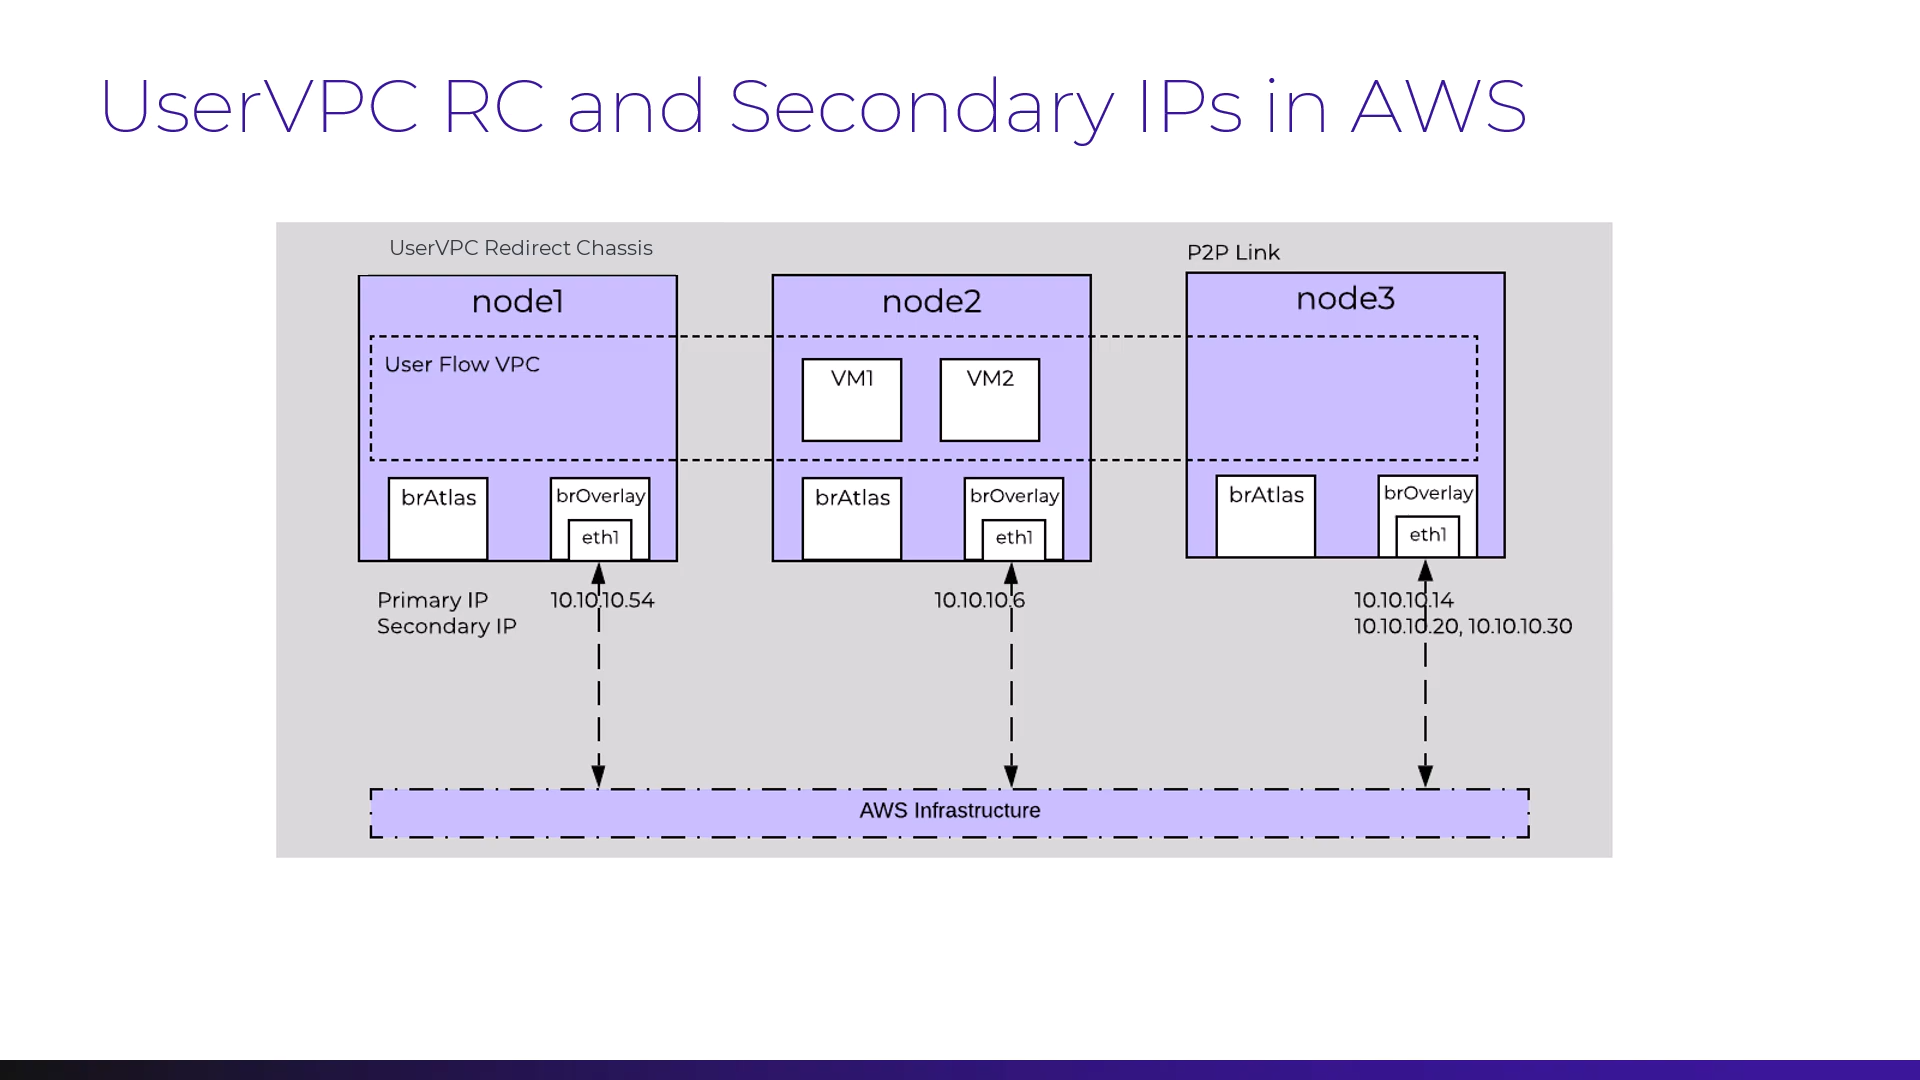 UserVPC RC and Secondary IPs in AWS
UserVPC Redirect Chassis
P2P Link
node1
node2
node3
User Flow VPC
VM1
VM2
brAtlas
brOverlay
eth1
brAtlas
brOverlay
eth1
brAtlas
brOverlay
eth1
Primary IP
Secondary IP
10.10.10.54
10.10.10.6
10.10.10.14
10.10.10.20, 10.10.10.30
AWS Infrastructure